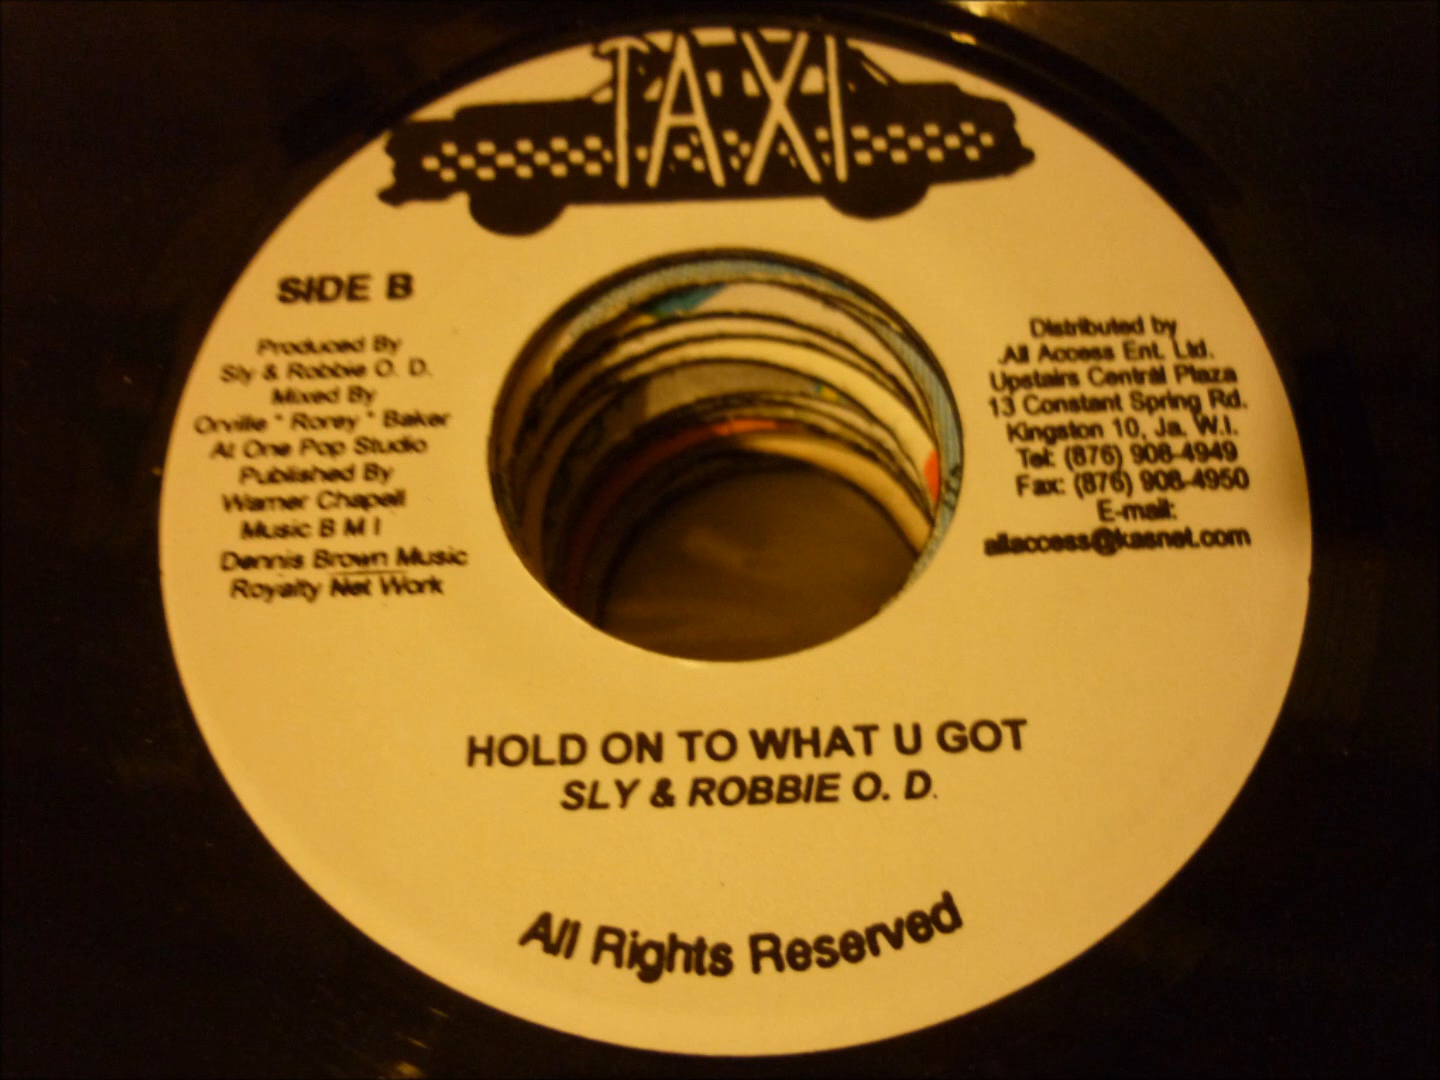 TAXI
SIDE B
Produced By
Sly & Robbie O. D.
Mixed By
Orville " Rorey " Baker
At One Pop Studio
Published By
Warner Chapell
Music B M I
Dennis Brown Music
Royalty Net Work
Distributed by
All Access Ent. Ltd.
Upstairs Central Plaza
13 Constant Spring Rd.
Kingston 10, Ja. W.I.
Tel: (876) 908-4949
Fax: (876) 908-4950
E-mail:
allaccess@kasnet.com
HOLD ON TO WHAT U GOT
SLY & ROBBIE O. D.
All Rights Reserved